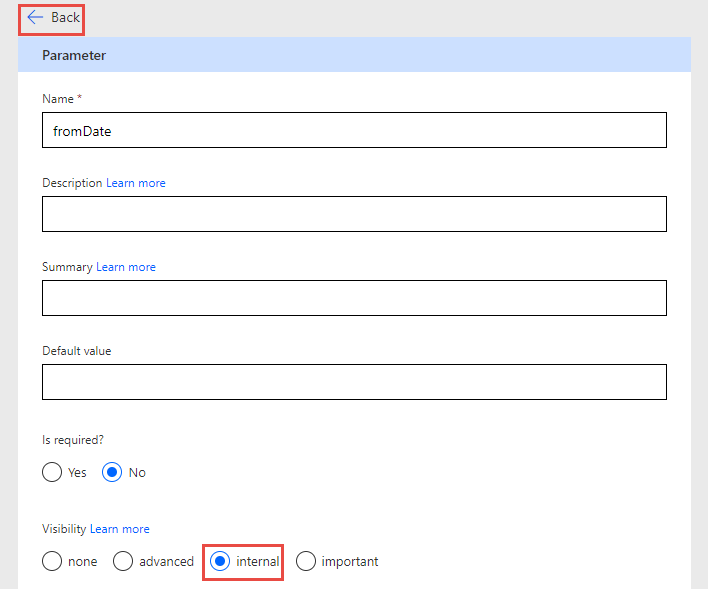 Back
Parameter
Name *
fromDate
Description Learn more
Summary Learn more
Default value
Is required?
Yes No
Visibility Learn more
none advanced internal important